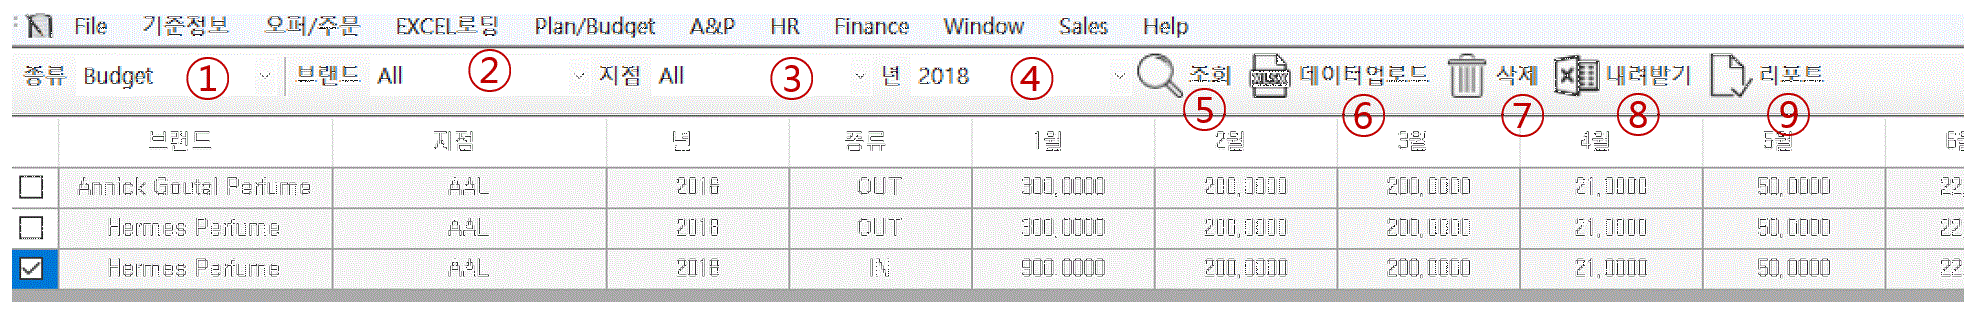 File 기준정보 오퍼/주문 EXCEL로딩 Plan/Budget A&P HR Finance Window Sales Help
종류 Budget ① 브랜드 All ② 지점 All ③ 년 2018 ④ 조회 ⑤ XLSX 데이터업로드 ⑥ 삭제 ⑦ 내려받기 ⑧ 리포트 ⑨
브랜드 지점 년 종류 1월 2월 3월 4월 5월 6월
Annick Goutal Perfume AAL 2018 OUT 300,0000 200,0000 200,0000 21,0000 50,0000 22
Hermes Perfume AAL 2018 OUT 300,0000 200,0000 200,0000 21,0000 50,0000 22
Hermes Perfume AAL 2018 IN 900,0000 200,0000 200,0000 21,0000 50,0000 22